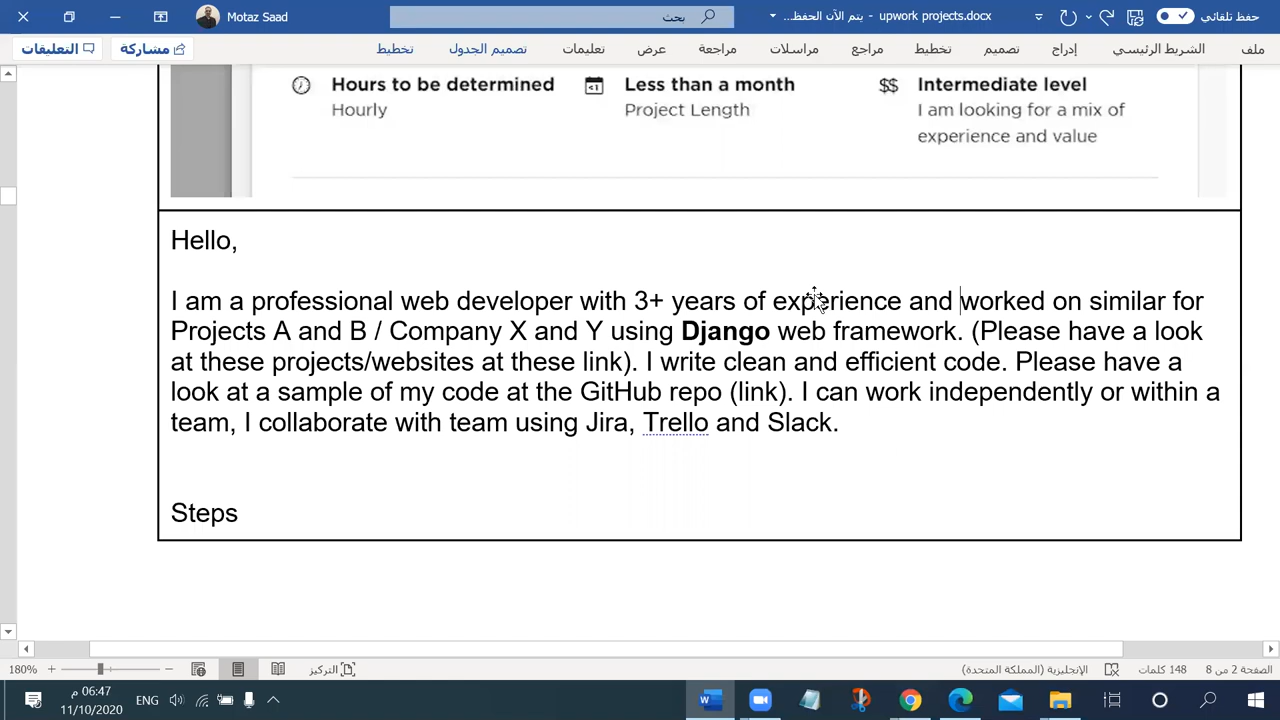 Motaz Saad
بحث
upwork projects.docx - يتم الآن الحفظ...
حفظ تلقائي
ملف
الشريط الرئيسي
إدراج
تصميم
تخطيط
مراجع
مراسلات
مراجعة
عرض
تعليمات
تصميم الجدول
تخطيط
مشاركة
التعليقات
Hours to be determined
Hourly
Less than a month
Project Length
$$ Intermediate level
I am looking for a mix of
experience and value
Hello,
I am a professional web developer with 3+ years of experience and worked on similar for
Projects A and B / Company X and Y using Django web framework. (Please have a look
at these projects/websites at these link). I write clean and efficient code. Please have a
look at a sample of my code at the GitHub repo (link). I can work independently or within a
team, I collaborate with team using Jira, Trello and Slack.
Steps
الصفحة 2 من 8
148 كلمات
الإنجليزية (المملكة المتحدة)
التركيز
180%
ENG
06:47 م
11/10/2020